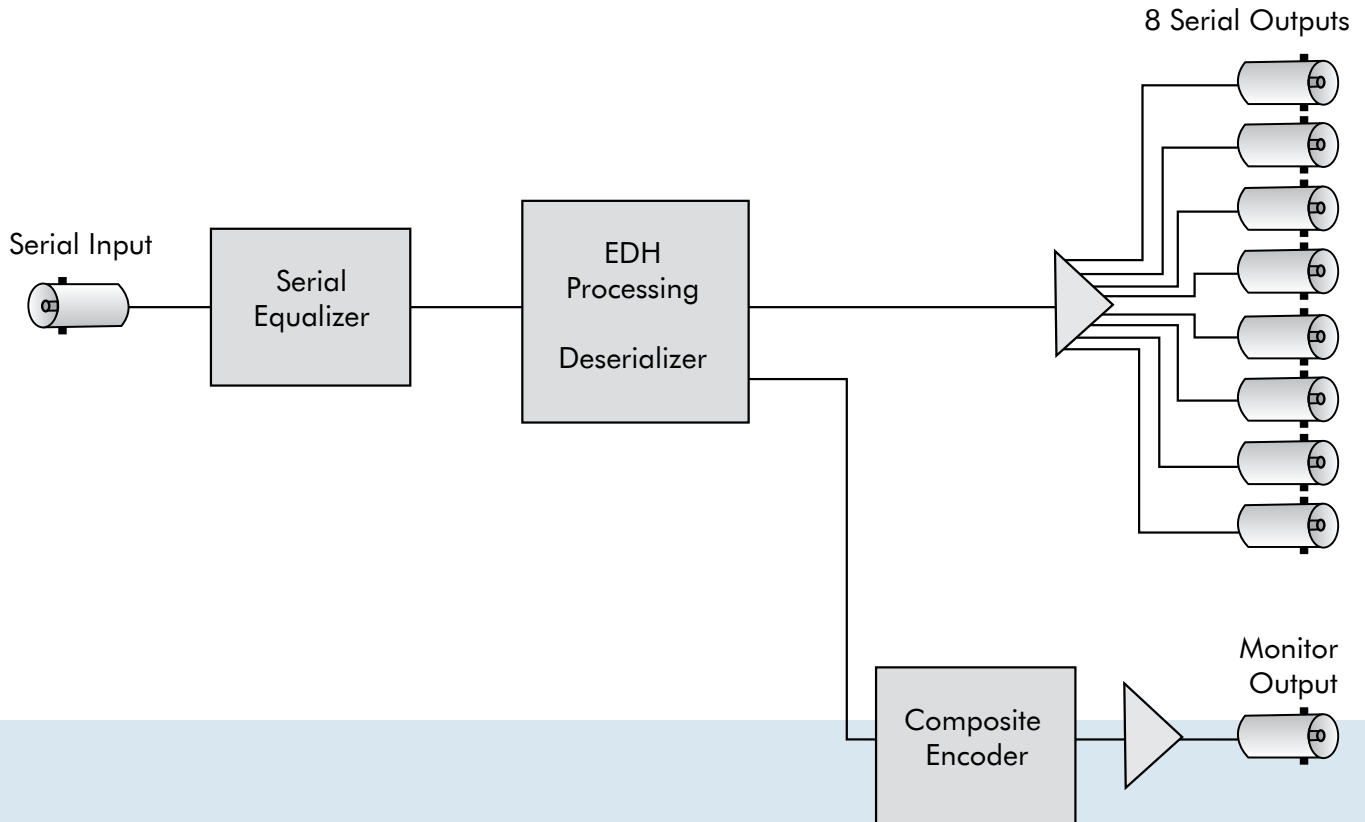 8 Serial Outputs
Serial Input
Serial
Equalizer
EDH
Processing
Deserializer
Monitor
Output
Composite
Encoder